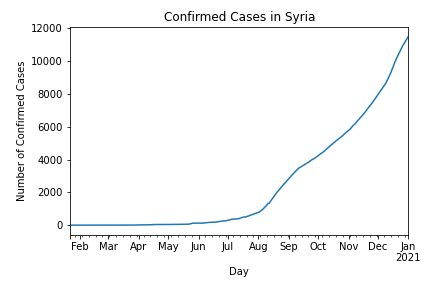 Confirmed Cases in Syria
12000
10000
8000
6000
4000
2000
0
Number of Confirmed Cases
Feb Mar Apr May Jun Jul Aug Sep Oct Nov Dec Jan
2021
Day